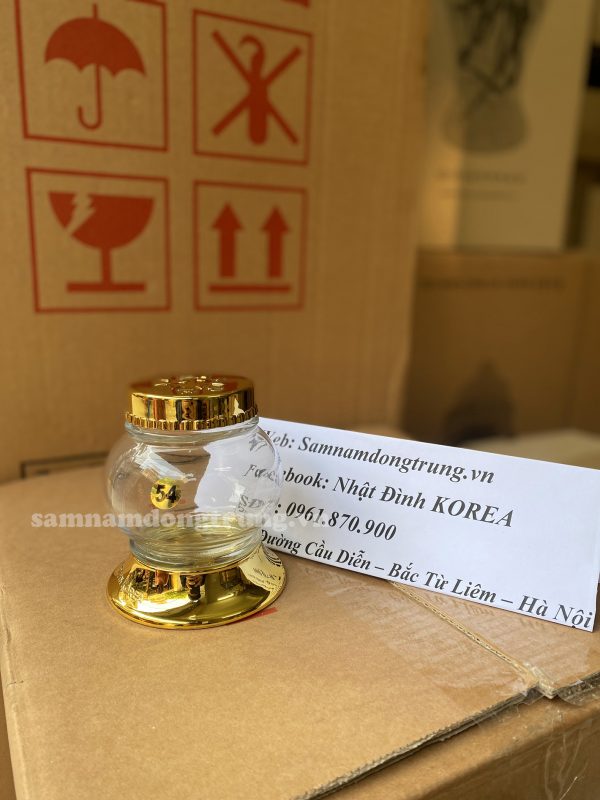 Web: Samnamdongtrung.vn
Facebook: Nhật Đình KOREA
SĐT: 0961.870.900
Đường Cầu Diễn – Bắc Từ Liêm – Hà Nội
54
samnamdongtrung.vn